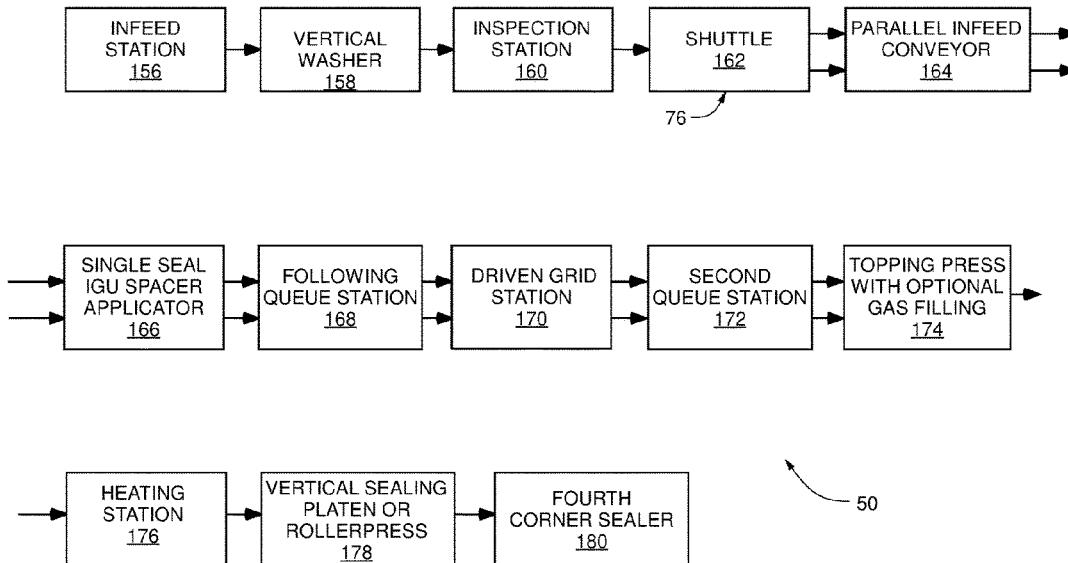 INFEED
STATION
156
VERTICAL
WASHER
158
INSPECTION
STATION
160
SHUTTLE
162
PARALLEL INFEED
CONVEYOR
164
76
SINGLE SEAL
IGU SPACER
APPLICATOR
166
FOLLOWING
QUEUE STATION
168
DRIVEN GRID
STATION
170
SECOND
QUEUE STATION
172
TOPPING PRESS
WITH OPTIONAL
GAS FILLING
174
HEATING
STATION
176
VERTICAL SEALING
PLATEN OR
ROLLERPRESS
178
FOURTH
CORNER SEALER
180
50